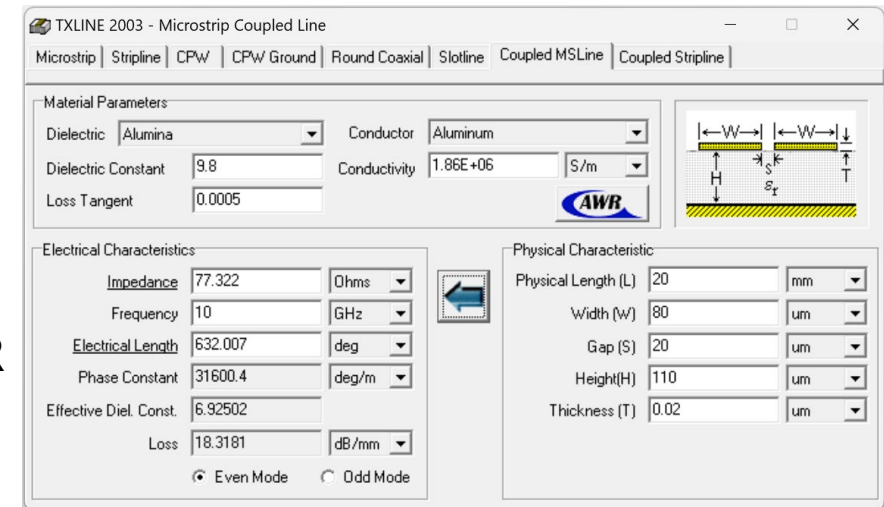 TXLINE 2003 - Microstrip Coupled Line
Microstrip Stripline CPW CPW Ground Round Coaxial Slotline Coupled MSLine Coupled Stripline
Material Parameters
Dielectric Alumina Conductor Aluminum
Dielectric Constant 9.8 Conductivity 1.86E+06 S/m
Loss Tangent 0.0005 AWR
W W
S T
H
εr
Electrical Characteristics
Impedance 77.322 Ohms
Frequency 10 GHz
Electrical Length 632.007 deg
Phase Constant 31600.4 deg/m
Effective Diel. Const. 6.92502
Loss 18.3181 dB/mm
Even Mode Odd Mode
Physical Characteristic
Physical Length (L) 20 mm
Width (W) 80 um
Gap (S) 20 um
Height(H) 110 um
Thickness (T) 0.02 um